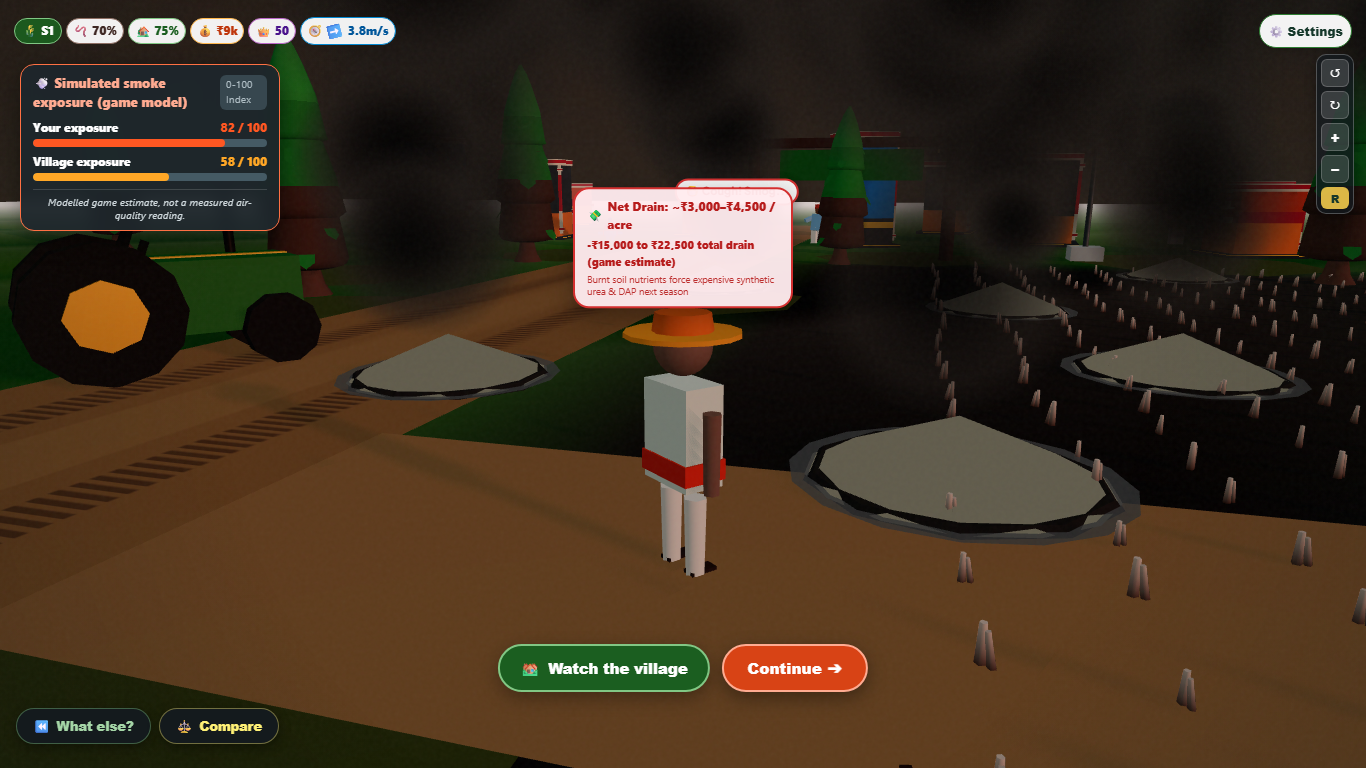 S1
70%
75%
₹9k
50
3.8m/s
Settings
Simulated smoke
exposure (game model)
0-100
Index
Your exposure
82 / 100
Village exposure
58 / 100
Modelled game estimate, not a measured air-
quality reading.
↺
↻
+
−
R
Net Drain: ~₹3,000–₹4,500 /
acre
-₹15,000 to ₹22,500 total drain
(game estimate)
Burnt soil nutrients force expensive synthetic
urea & DAP next season
Watch the village
Continue ➔
What else?
Compare